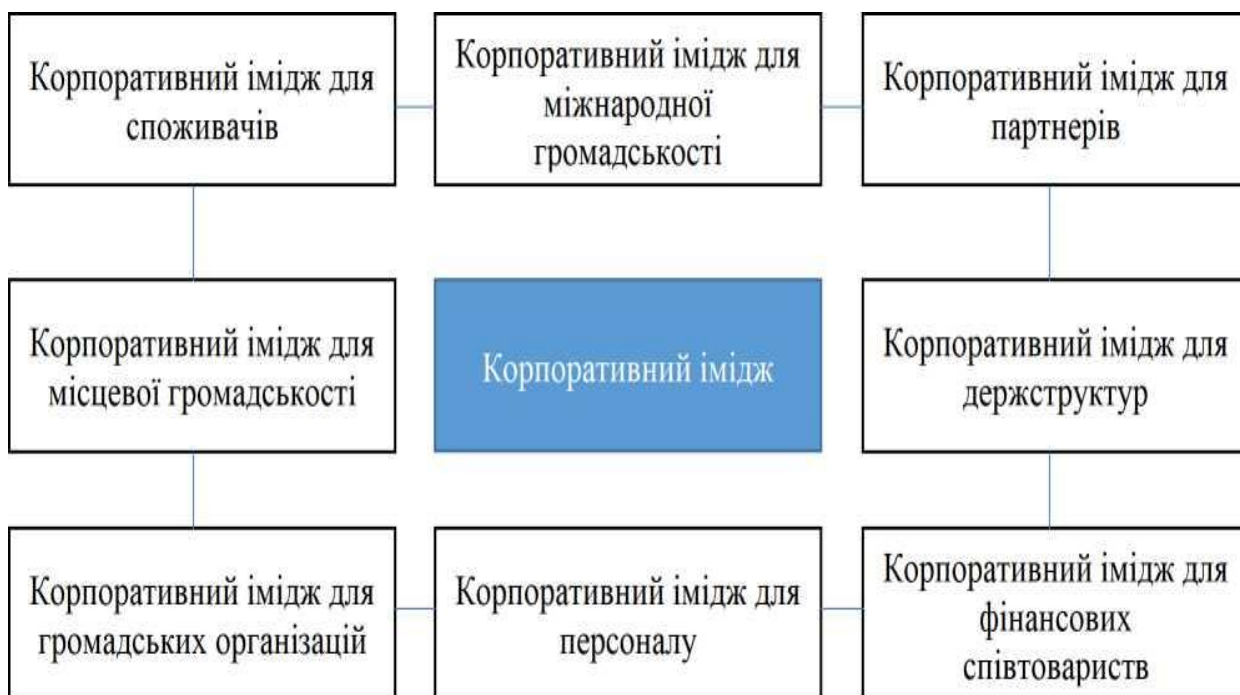 Корпоративний імідж для
споживачів
Корпоративний імідж для
міжнародної
громадськості
Корпоративний імідж для
партнерів
Корпоративний імідж для
місцевої громадськості
Корпоративний імідж
Корпоративний імідж для
держструктур
Корпоративний імідж для
громадських організацій
Корпоративний імідж для
персоналу
Корпоративний імідж для
фінансових
співтовариств